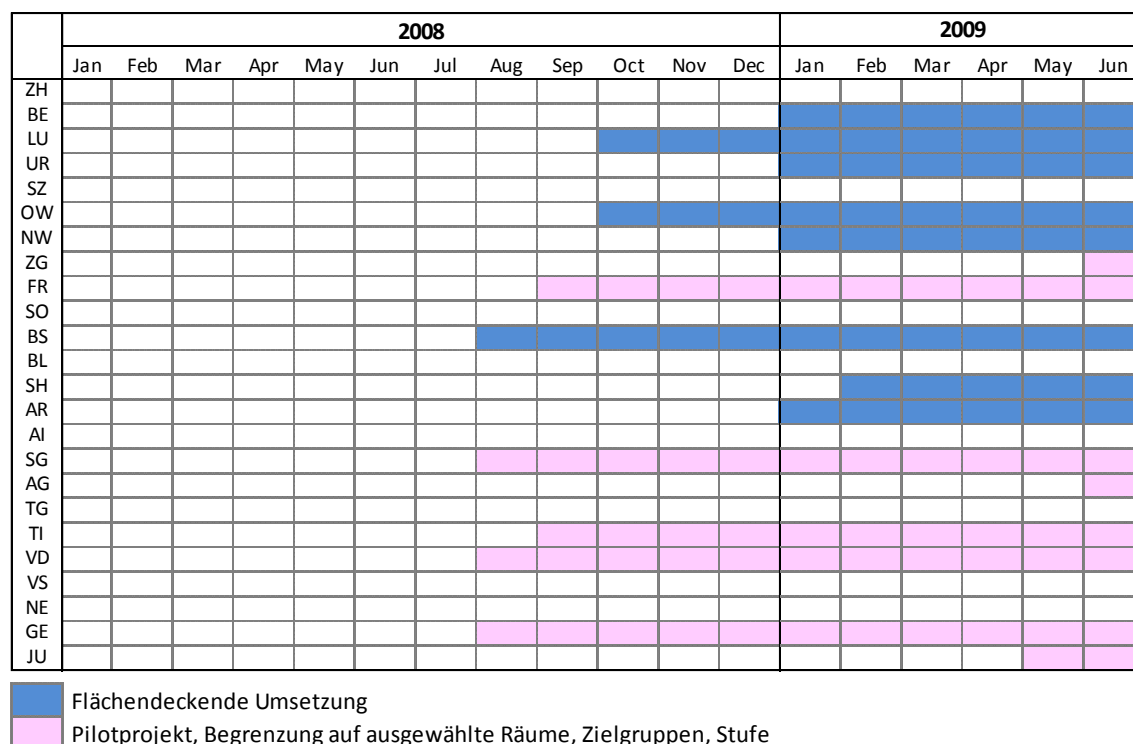 2008 2009
Jan Feb Mar Apr May Jun Jul Aug Sep Oct Nov Dec Jan Feb Mar Apr May Jun
ZH
BE
LU
UR
SZ
OW
NW
ZG
FR
SO
BS
BL
SH
AR
AI
SG
AG
TG
TI
VD
VS
NE
GE
JU
Flächendeckende Umsetzung
Pilotprojekt, Begrenzung auf ausgewählte Räume, Zielgruppen, Stufe